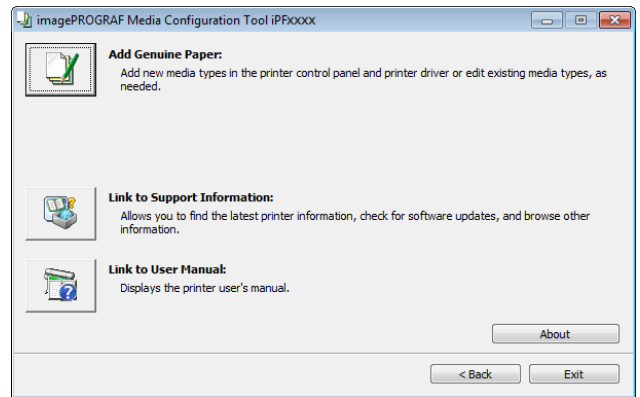 imagePROGRAF Media Configuration Tool iPFxxxx
Add Genuine Paper:
Add new media types in the printer control panel and printer driver or edit existing media types, as
needed.
Link to Support Information:
Allows you to find the latest printer information, check for software updates, and browse other
information.
Link to User Manual:
Displays the printer user's manual.
About
< Back
Exit